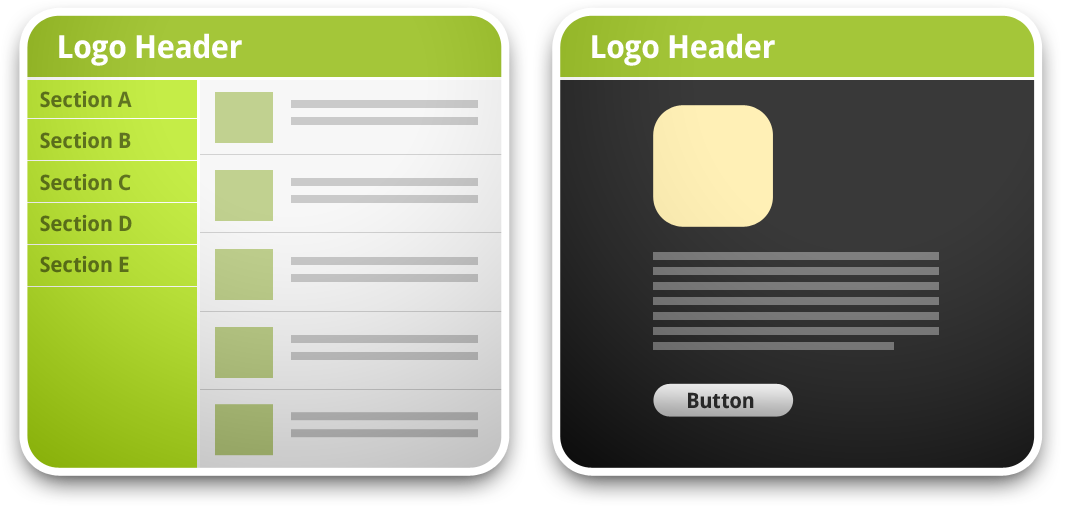 Logo Header
Section A
Section B
Section C
Section D
Section E
Logo Header
Button